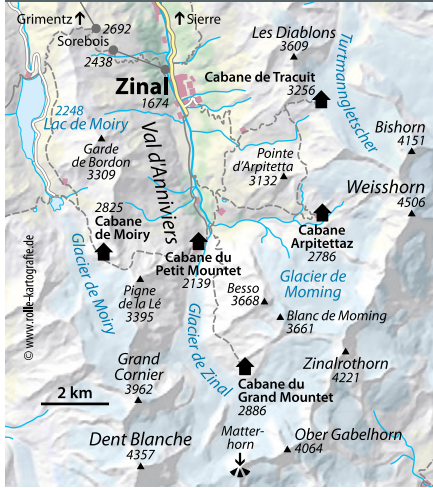 Grimentz
Sierre
2692
Sorebois
2438
Les Diablons
3609
Zinal
1674
Cabane de Tracuit
3256
Turtmanngletscher
2248
Lac de Moiry
Garde
de Bordon
3309
Val d'Anniviers
Pointe
d'Arpitetta
3132
Bishorn
4151
Weisshorn
4506
2825
Cabane
de Moiry
Cabane du
Petit Mountet
2139
Cabane
Arpitettaz
2786
Glacier de Moiry
Pigne
de la Lé
3395
Besso
3668
Glacier de
Moming
Blanc de Moming
3661
Glacier de Zinal
Zinalrothorn
4221
Grand
Cornier
3962
Cabane du
Grand Mountet
2886
2 km
Dent Blanche
4357
Matter-
horn
Ober Gabelhorn
4064
© www.rolle-kartografie.de